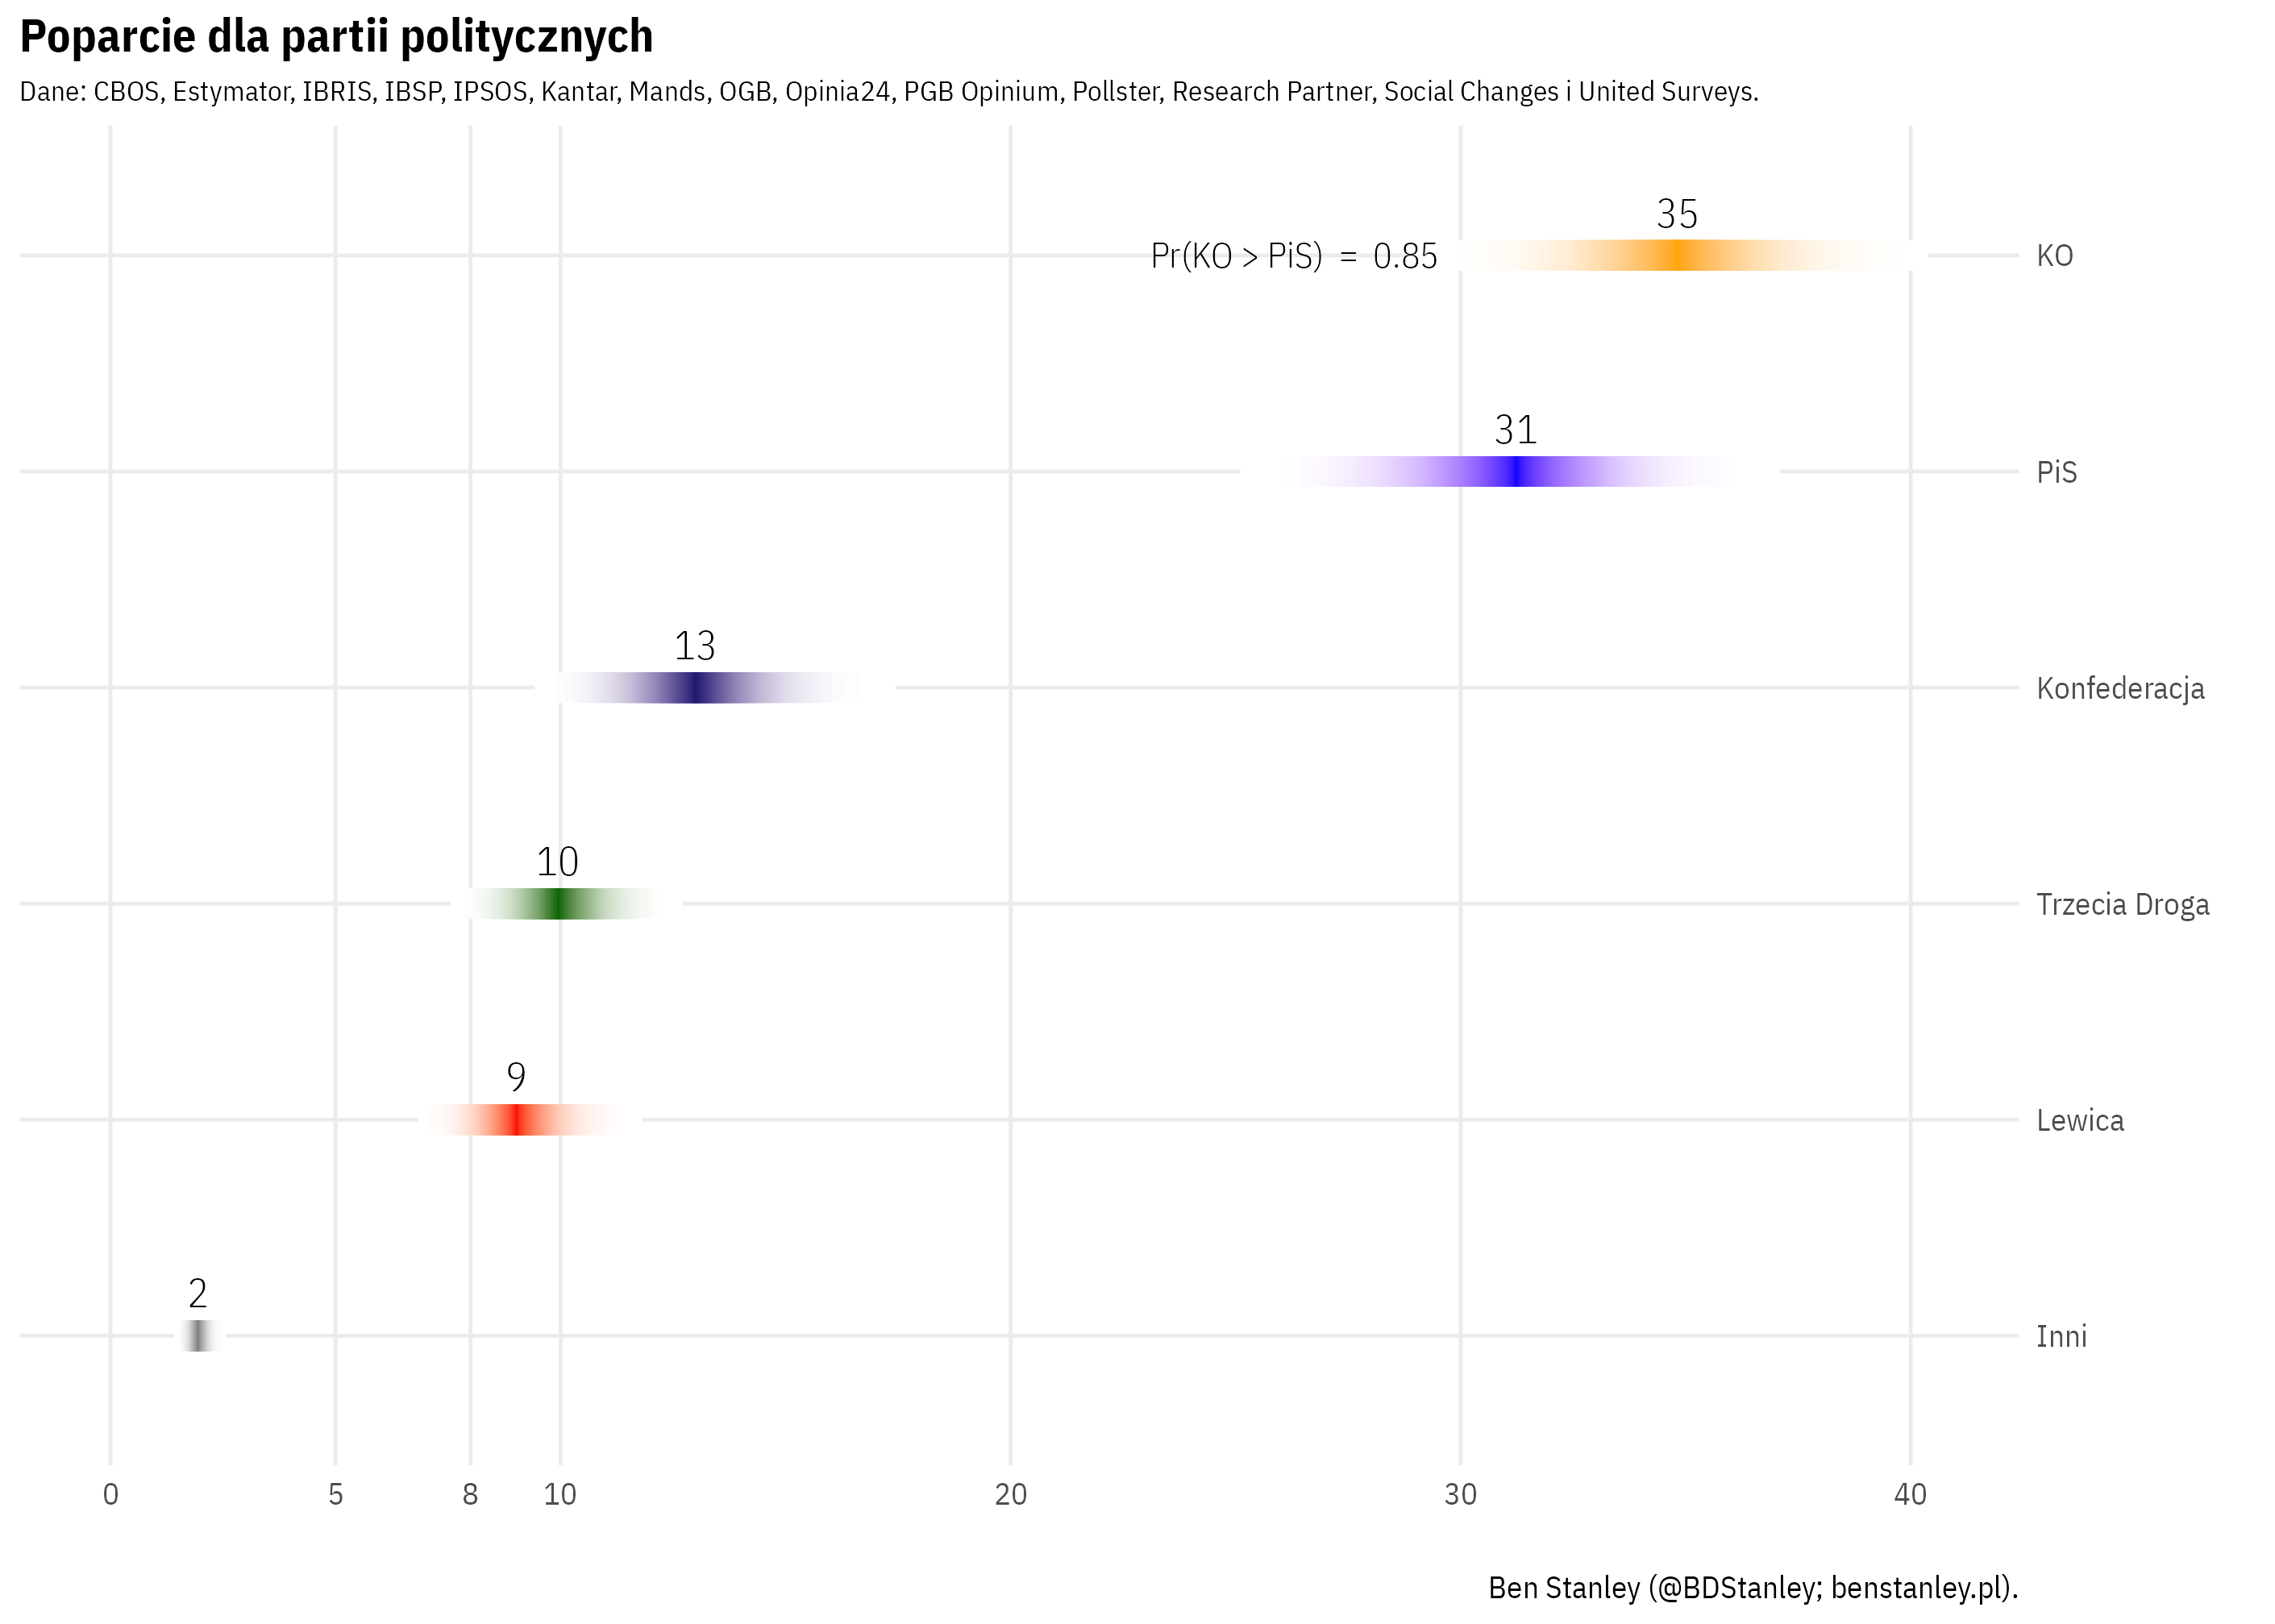 Poparcie dla partii politycznych
Dane: CBOS, Estymator, IBRIS, IBSP, IPSOS, Kantar, Mands, OGB, Opinia24, PGB Opinium, Pollster, Research Partner, Social Changes i United Surveys.
35
Pr(KO > PiS) = 0.85
KO
31
PiS
13
Konfederacja
10
Trzecia Droga
9
Lewica
2
Inni
0 5 8 10 20 30 40
Ben Stanley (@BDStanley; benstanley.pl).